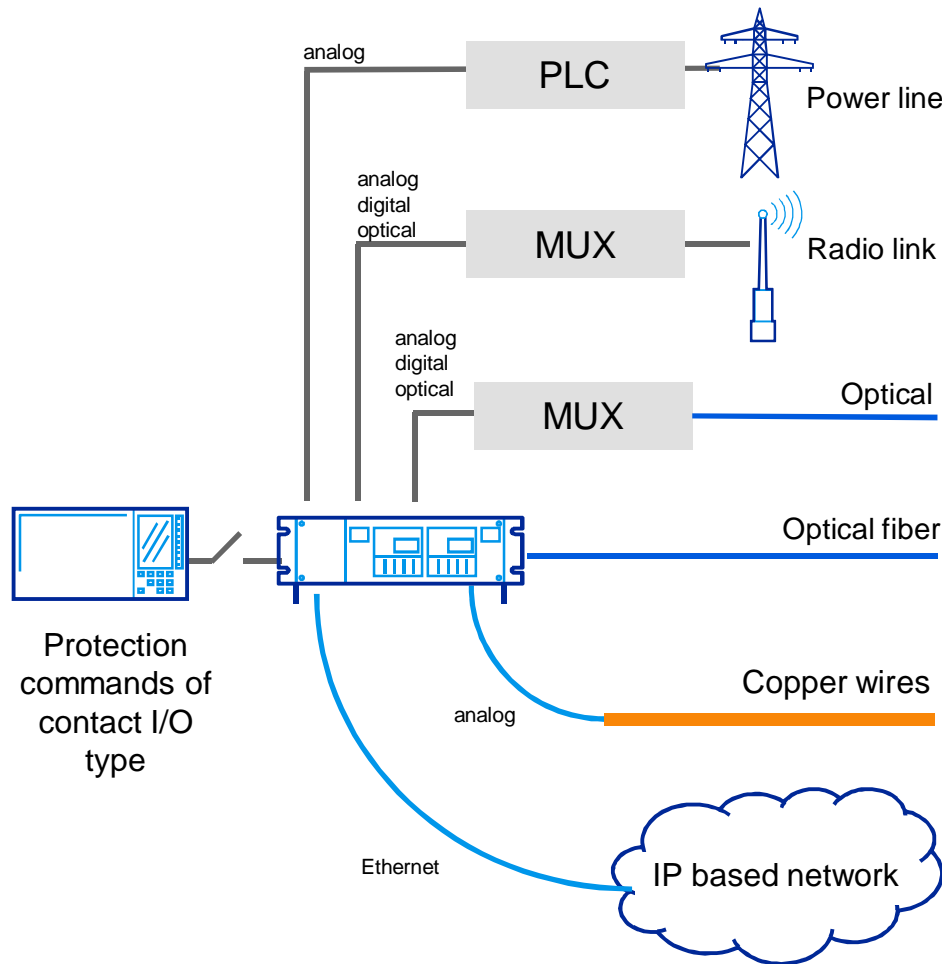 analog
PLC
Power line
analog
digital
optical
MUX
Radio link
analog
digital
optical
MUX
Optical
Optical fiber
Protection
commands of
contact I/O
type
Copper wires
analog
Ethernet
IP based network